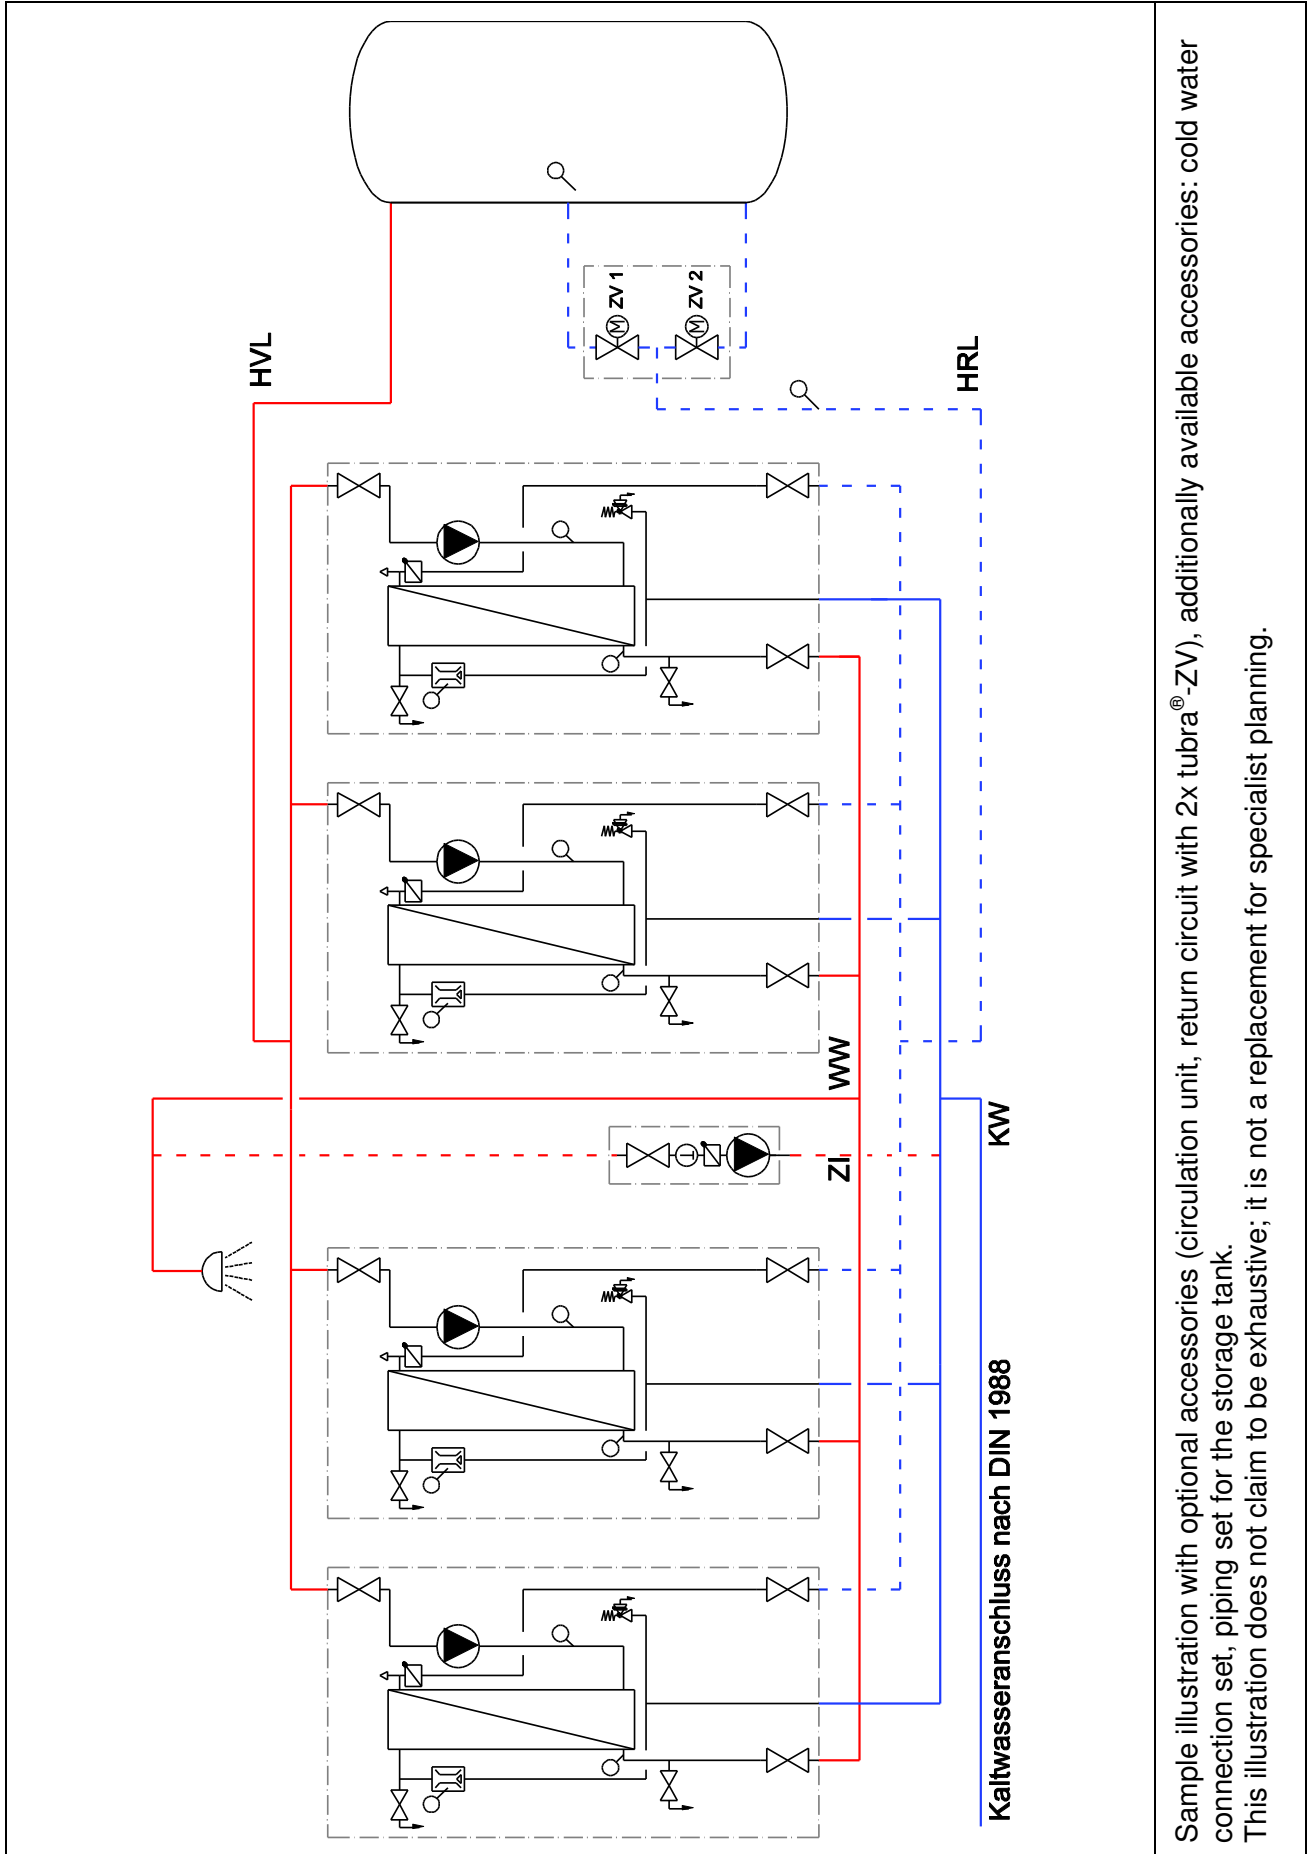 HVL
ZV 1
M
ZV 2
M
HRL
WW
ZI
T
KW
Kaltwasseranschluss nach DIN 1988
Sample illustration with optional accessories (circulation unit, return circuit with 2x tubra®-ZV), additionally available accessories: cold water
connection set, piping set for the storage tank.
This illustration does not claim to be exhaustive; it is not a replacement for specialist planning.